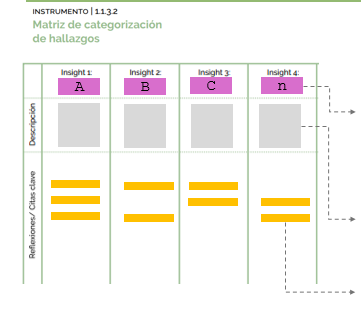 INSTRUMENTO | 1.1.3.2
Matriz de categorización
de hallazgos
Insight 1: Insight 2: Insight 3: Insight 4:
A B C n
Descripción
Reflexiones/ Citas clave